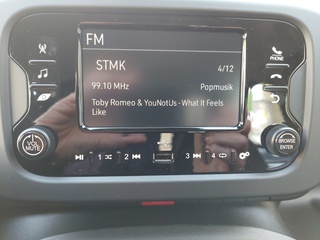 FM
STMK
4/12
99.10 MHz
Popmusik
Toby Romeo & YouNotUs - What It Feels
Like
PHONE
VOL
MUTE
BROWSE
ENTER
1
2
3
4